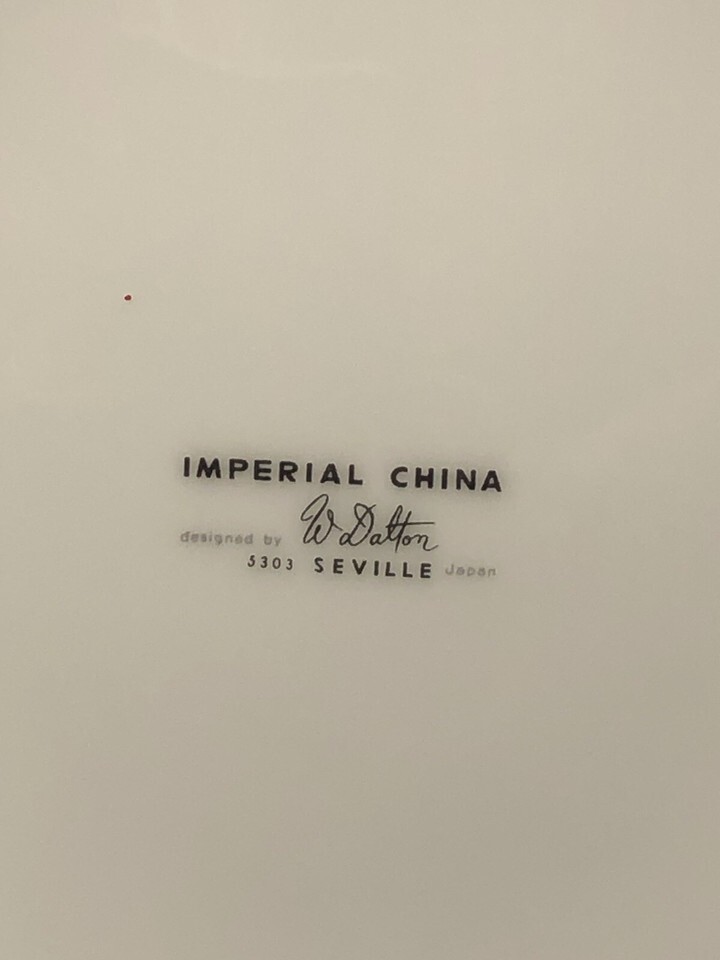 IMPERIAL CHINA
designed by W Dalton
5303 SEVILLE Japan